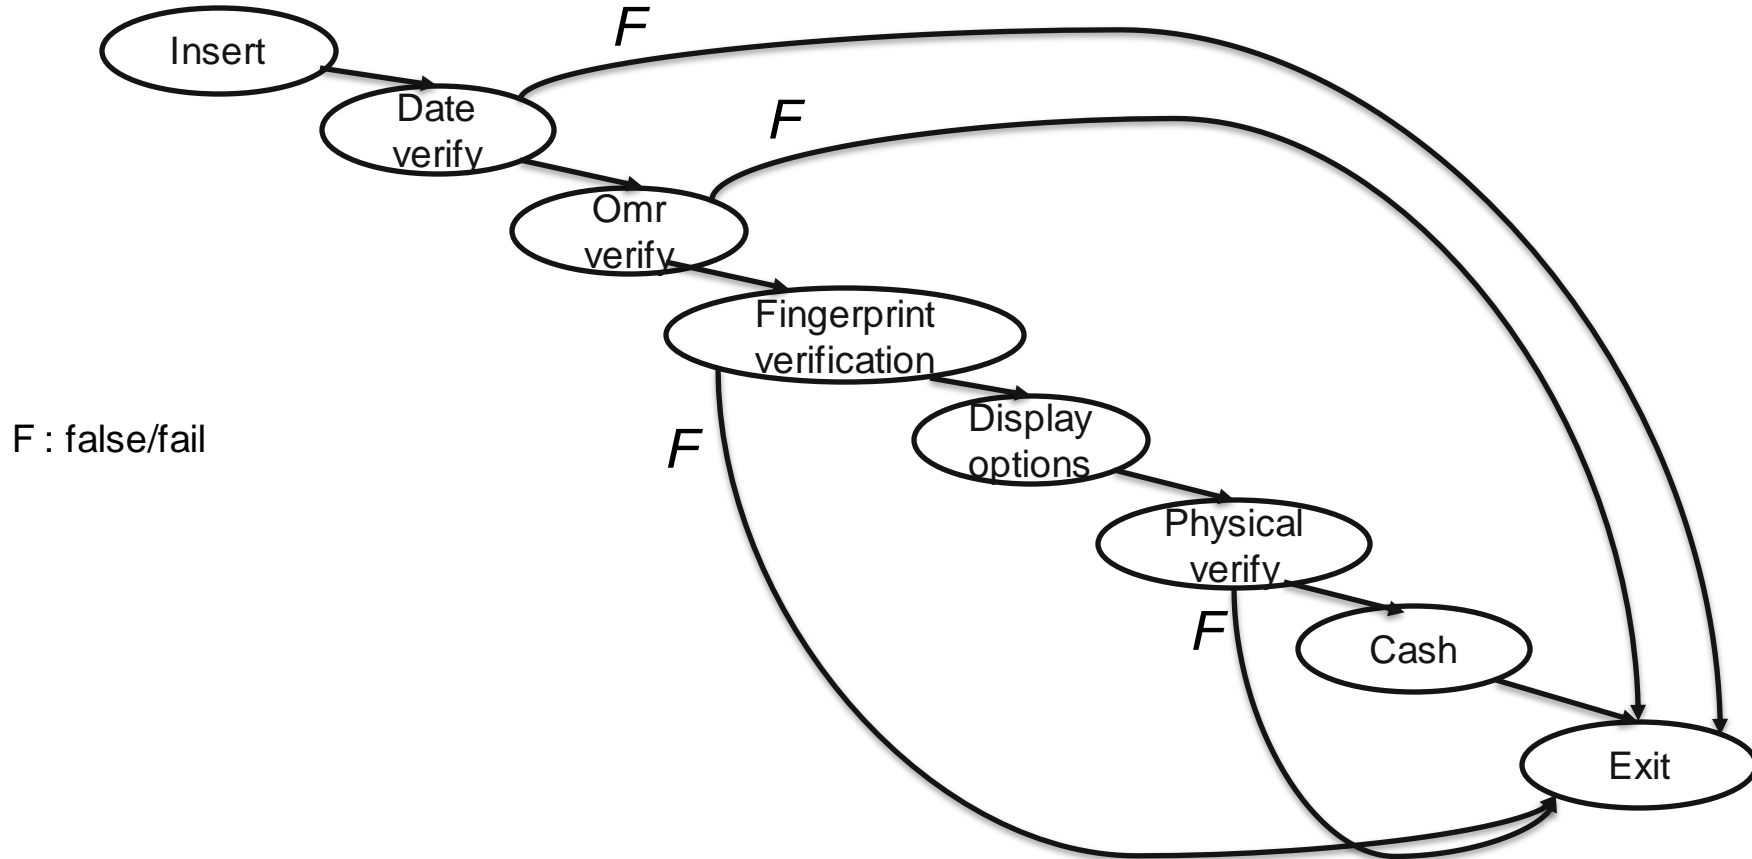 Insert
F
Date
verify
F
Omr
verify
Fingerprint
verification
F : false/fail
F
Display
options
Physical
verify
F
Cash
Exit